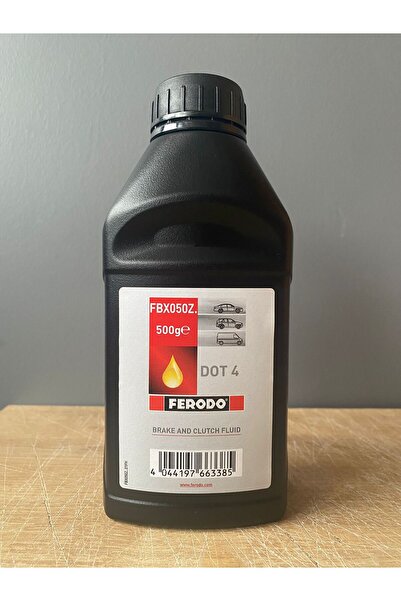 FBX050Z.
500g℮
DOT 4
FERODO
BRAKE AND CLUTCH FLUID
4 044197 663385
www.ferodo.com